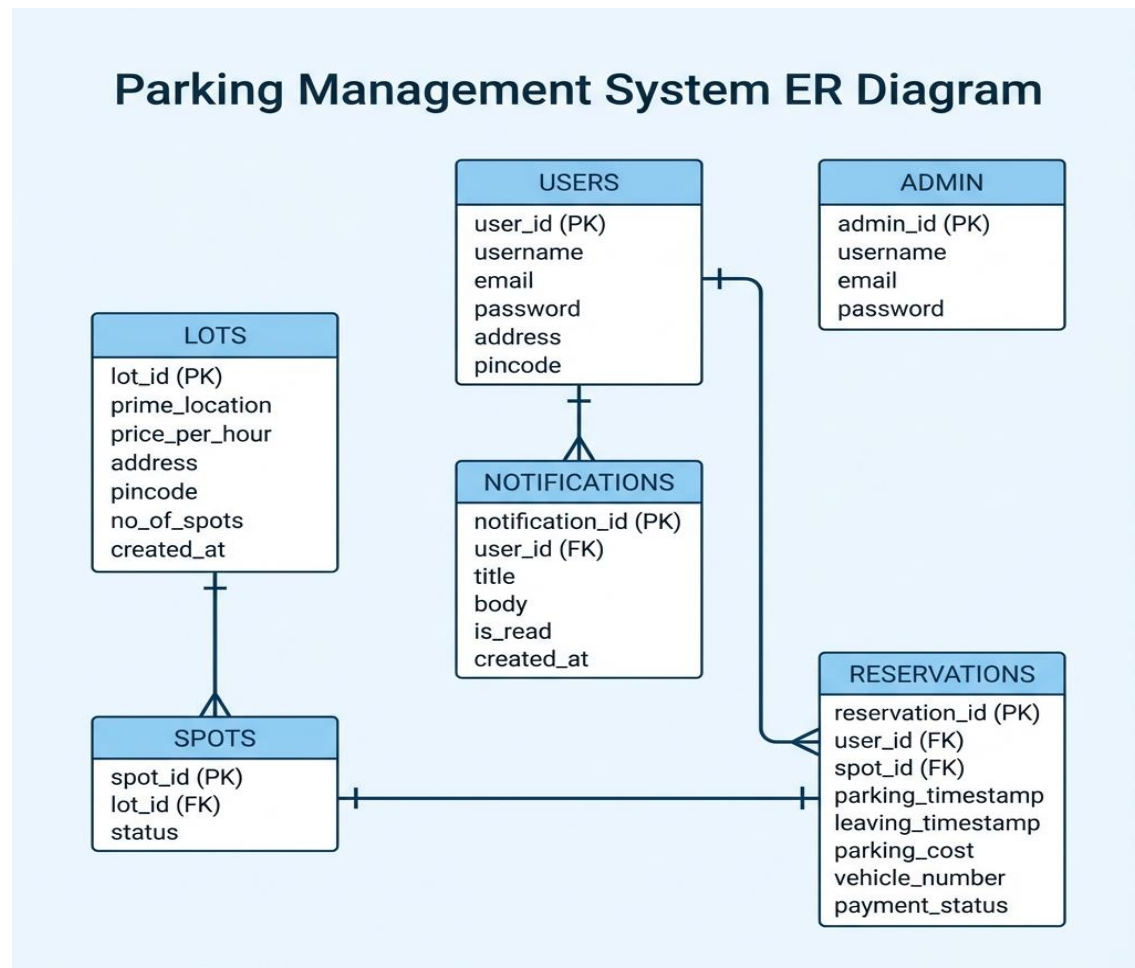 Parking Management System ER Diagram
USERS
user_id (PK)
username
email
password
address
pincode
ADMIN
admin_id (PK)
username
email
password
LOTS
lot_id (PK)
prime_location
price_per_hour
address
pincode
no_of_spots
created_at
NOTIFICATIONS
notification_id (PK)
user_id (FK)
title
body
is_read
created_at
SPOTS
spot_id (PK)
lot_id (FK)
status
RESERVATIONS
reservation_id (PK)
user_id (FK)
spot_id (FK)
parking_timestamp
leaving_timestamp
parking_cost
vehicle_number
payment_status